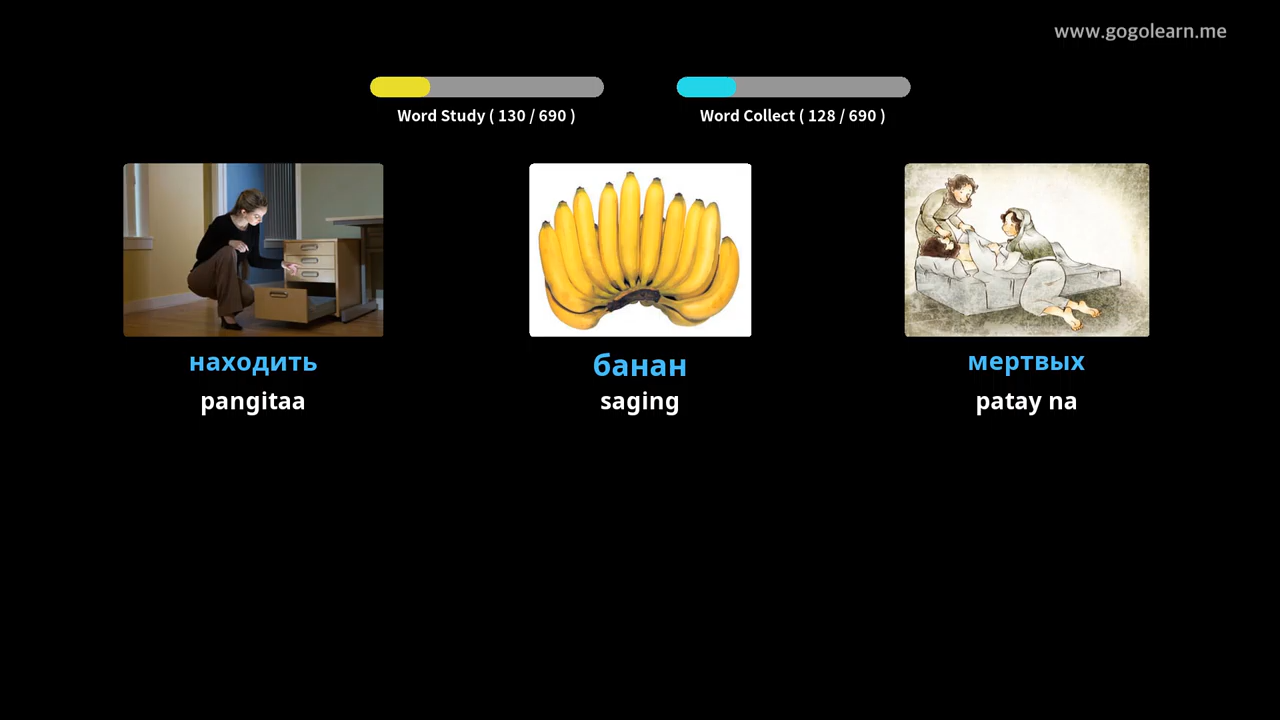 www.gogolearn.me
Word Study ( 130 / 690 )
Word Collect ( 128 / 690 )
находить
банан
мертвых
pangitaa
saging
patay na